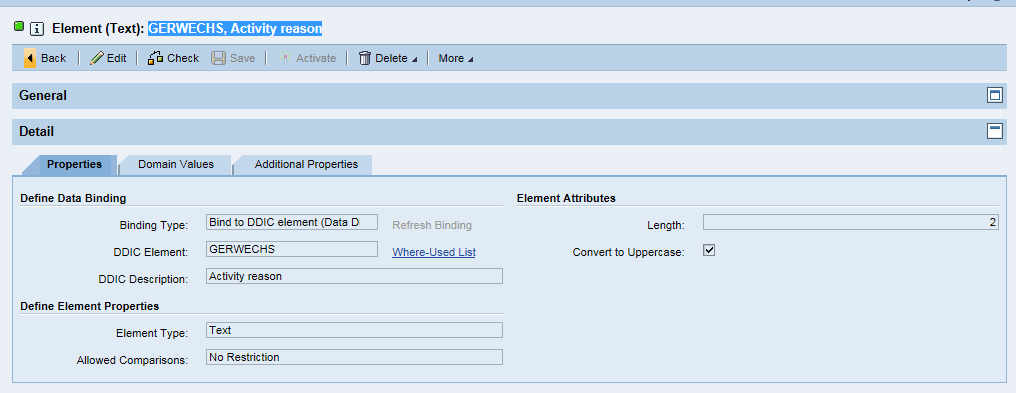 Element (Text): GERWECHS, Activity reason
Back Edit Check Save Activate Delete More
General
Detail
Properties Domain Values Additional Properties
Define Data Binding
Binding Type: Bind to DDIC element (Data D Refresh Binding
DDIC Element: GERWECHS Where-Used List
DDIC Description: Activity reason
Define Element Properties
Element Type: Text
Allowed Comparisons: No Restriction
Element Attributes
Length: 2
Convert to Uppercase: